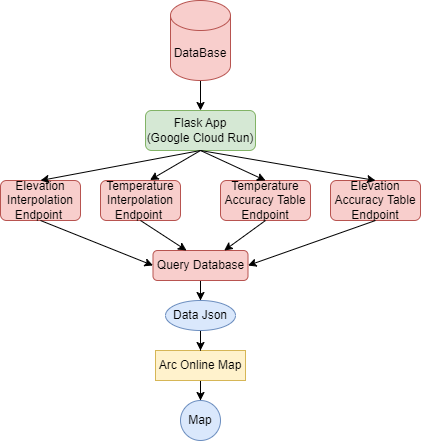 DataBase
Flask App
(Google Cloud Run)
Elevation
Interpolation
Endpoint
Temperature
Interpolation
Endpoint
Temperature
Accuracy Table
Endpoint
Elevation
Accuracy Table
Endpoint
Query Database
Data Json
Arc Online Map
Map